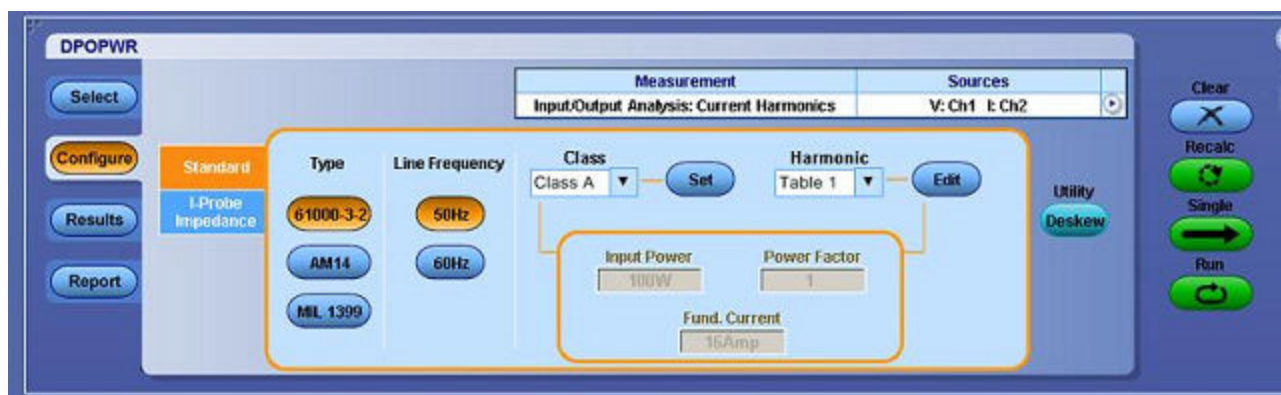 DPOPWR
Select
Configure
Results
Report
Measurement Sources
Input/Output Analysis: Current Harmonics V: Ch1 I: Ch2
Standard
I-Probe
Impedance
Type
61000-3-2
AM14
MIL 1399
Line Frequency
50Hz
60Hz
Class
Class A
Set
Harmonic
Table 1
Edit
Input Power
100W
Power Factor
1
Fund. Current
16Amp
Utility
Deskew
Clear
Recalc
Single
Run